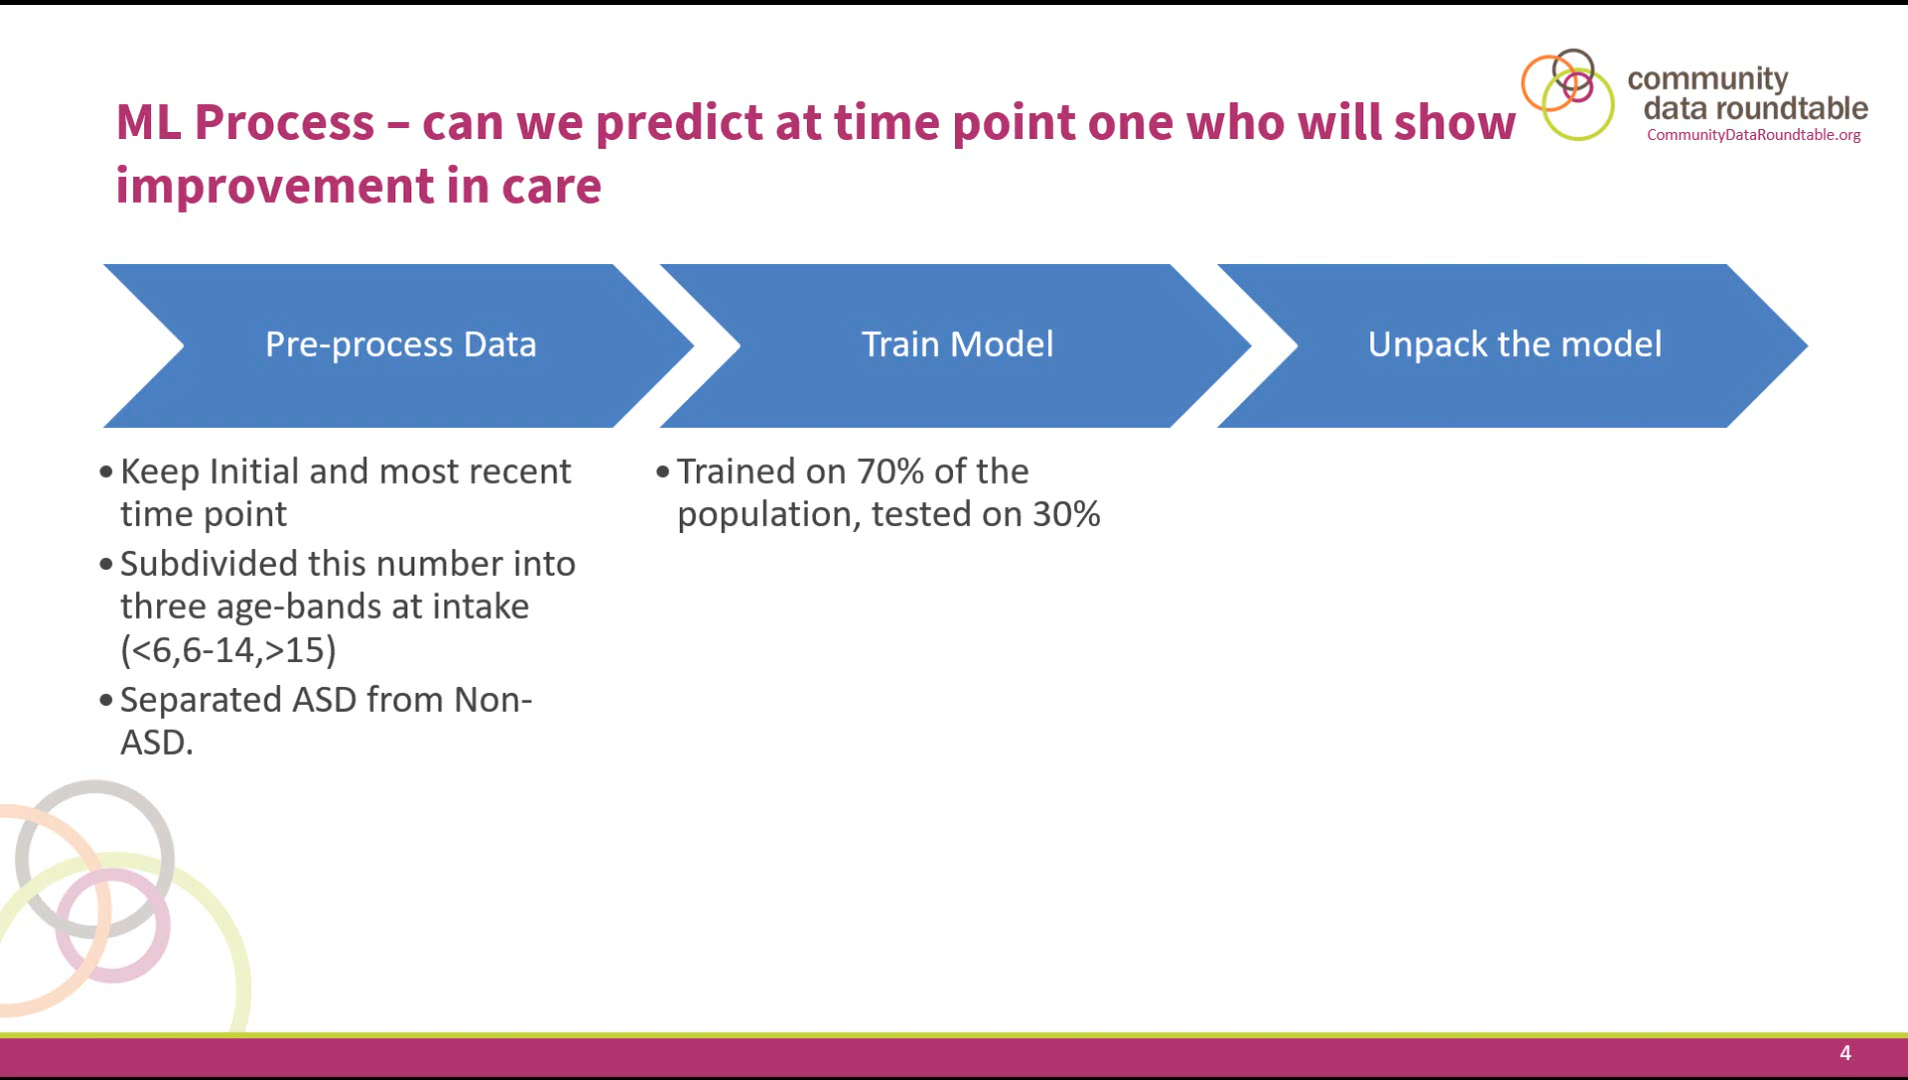 ML Process – can we predict at time point one who will show
improvement in care
community
data roundtable
CommunityDataRoundtable.org
Pre-process Data
Train Model
Unpack the model
•Keep Initial and most recent
time point
•Subdivided this number into
three age-bands at intake
(<6,6-14,>15)
•Separated ASD from Non-
ASD.
•Trained on 70% of the
population, tested on 30%
4